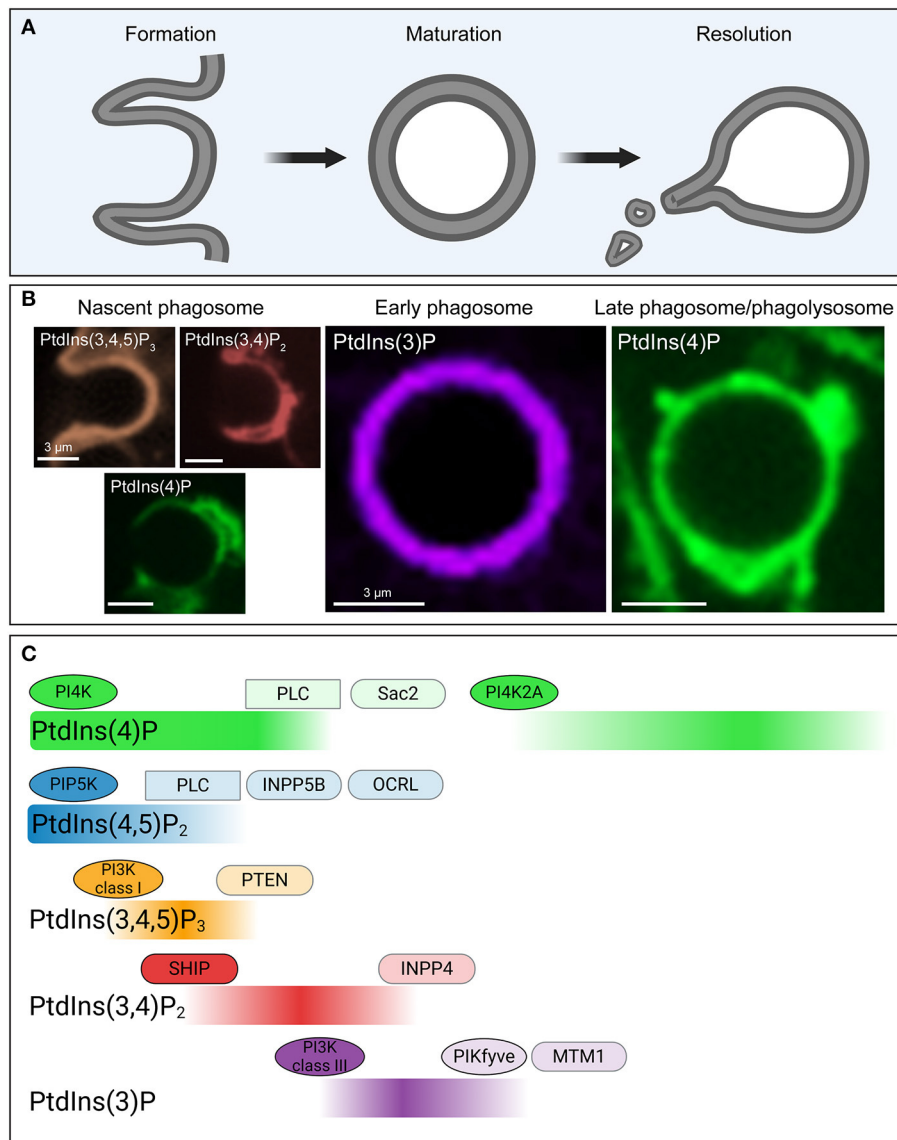 A
Formation
Maturation
Resolution
B
Nascent phagosome
Early phagosome
Late phagosome/phagolysosome
PtdIns(3,4,5)P₃
PtdIns(3,4)P₂
PtdIns(3)P
PtdIns(4)P
3 µm
PtdIns(4)P
3 µm
C
PI4K
PLC
Sac2
PI4K2A
PtdIns(4)P
PIP5K
PLC
INPP5B
OCRL
PtdIns(4,5)P₂
PI3K
class I
PTEN
PtdIns(3,4,5)P₃
SHIP
INPP4
PtdIns(3,4)P₂
PI3K
class III
PIKfyve
MTM1
PtdIns(3)P